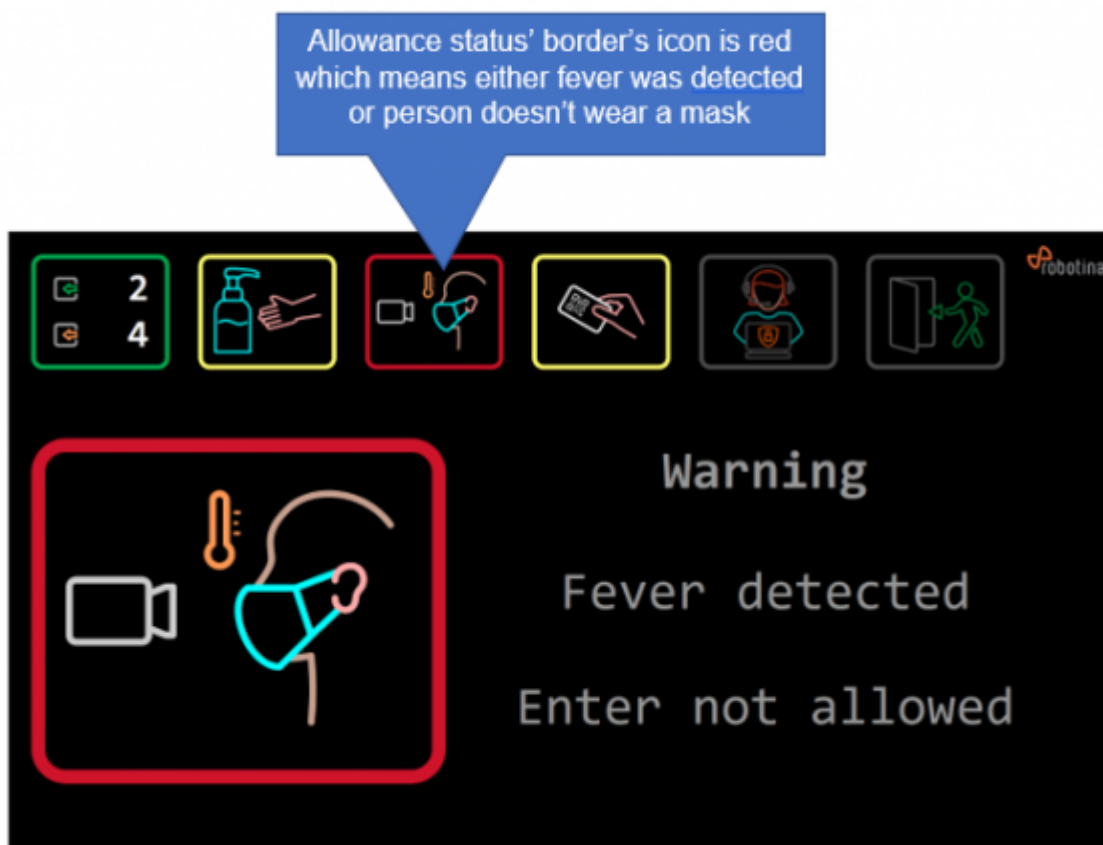 Allowance status’ border’s icon is red
which means either fever was detected
or person doesn’t wear a mask
2
4
robotina
Warning
Fever detected
Enter not allowed